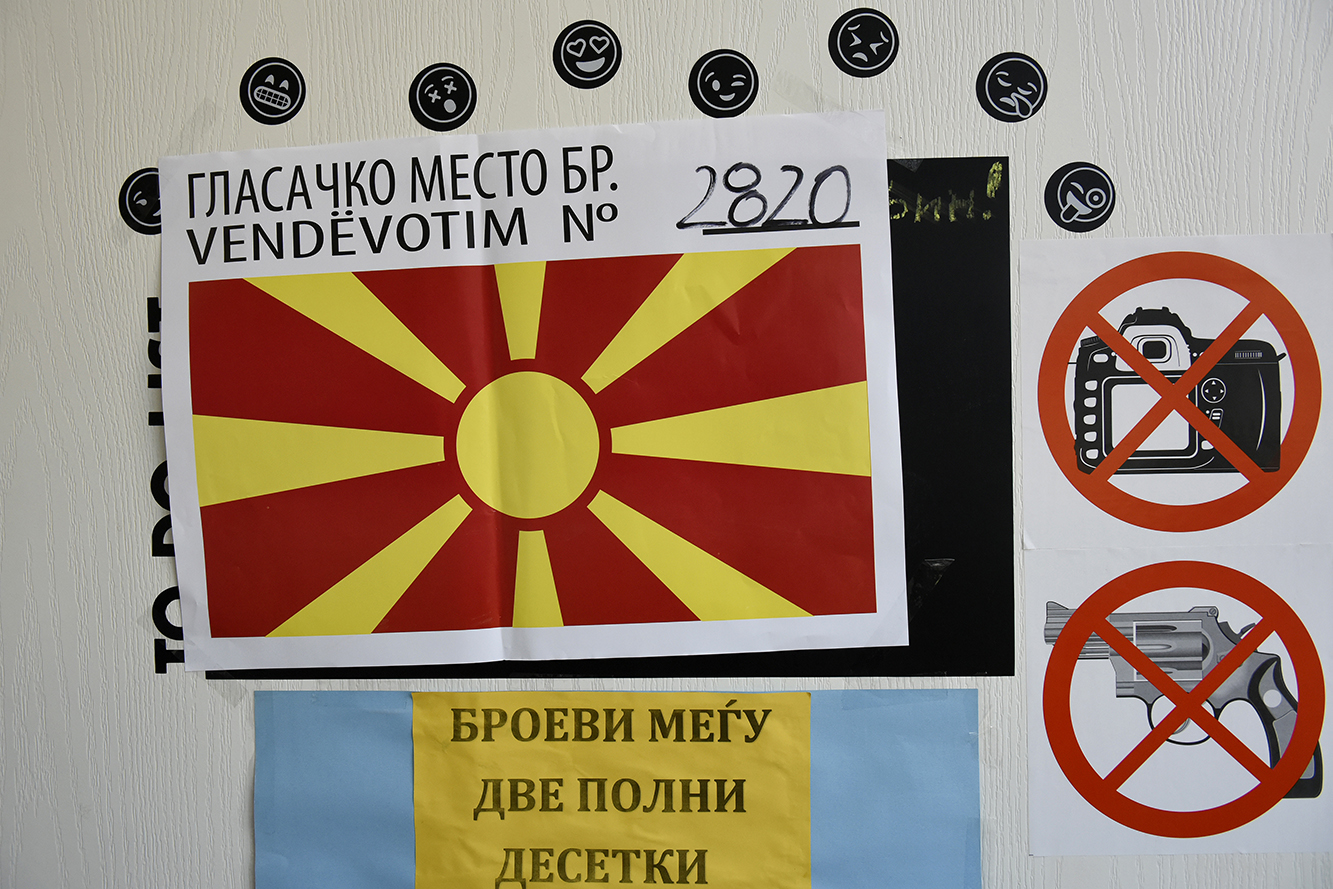 ГЛАСАЧКО МЕСТО БР. 2820
VENDËVOTIM Nº
TO DO LIST
БРОЕВИ МЕЃУ
ДВЕ ПОЛНИ
ДЕСЕТКИ